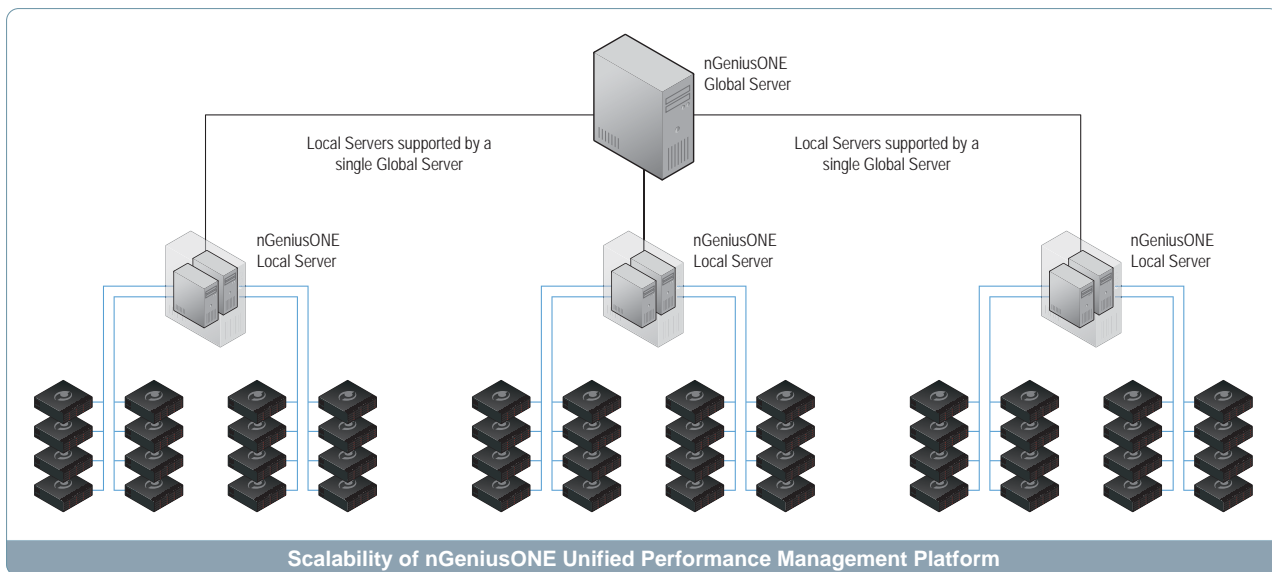 nGeniusONE
Global Server
Local Servers supported by a
single Global Server
Local Servers supported by a
single Global Server
nGeniusONE
Local Server
nGeniusONE
Local Server
nGeniusONE
Local Server
Scalability of nGeniusONE Unified Performance Management Platform